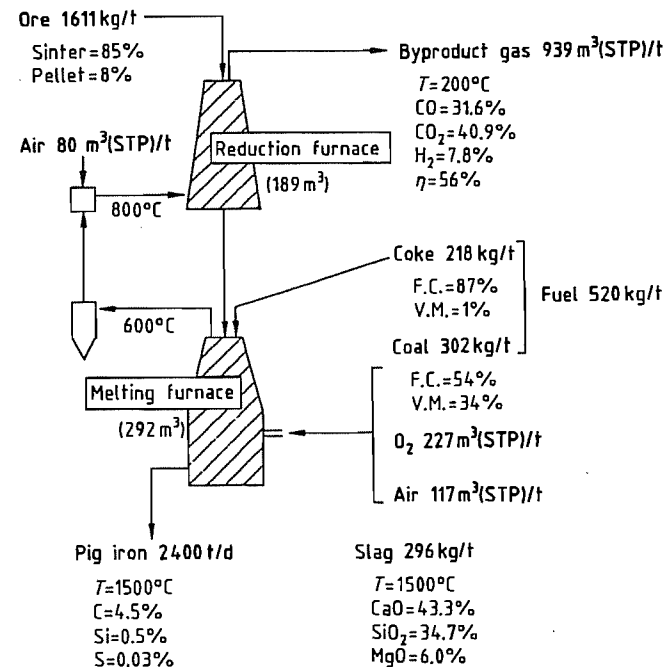 Ore 1611 kg/t
Sinter=85%
Pellet=8%
Byproduct gas 939 m³(STP)/t
T=200°C
CO=31.6%
CO₂=40.9%
H₂=7.8%
η=56%
Air 80 m³(STP)/t
Reduction furnace
(189 m³)
800°C
Coke 218 kg/t
F.C.=87%
V.M.=1%
Fuel 520 kg/t
600°C
Coal 302 kg/t
F.C.=54%
V.M.=34%
Melting furnace
(292 m³)
O₂ 227 m³(STP)/t
Air 117 m³(STP)/t
Pig iron 2400 t/d
T=1500°C
C=4.5%
Si=0.5%
S=0.03%
Slag 296 kg/t
T=1500°C
CaO=43.3%
SiO₂=34.7%
MgO=6.0%